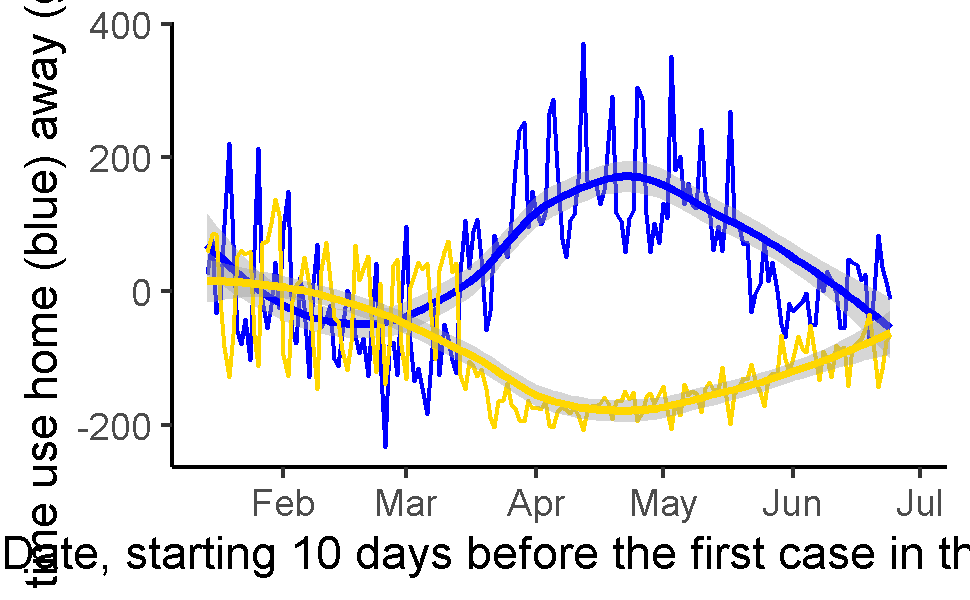 time use home (blue) away (
400
200
0
-200
Feb Mar Apr May Jun Jul
Date, starting 10 days before the first case in th